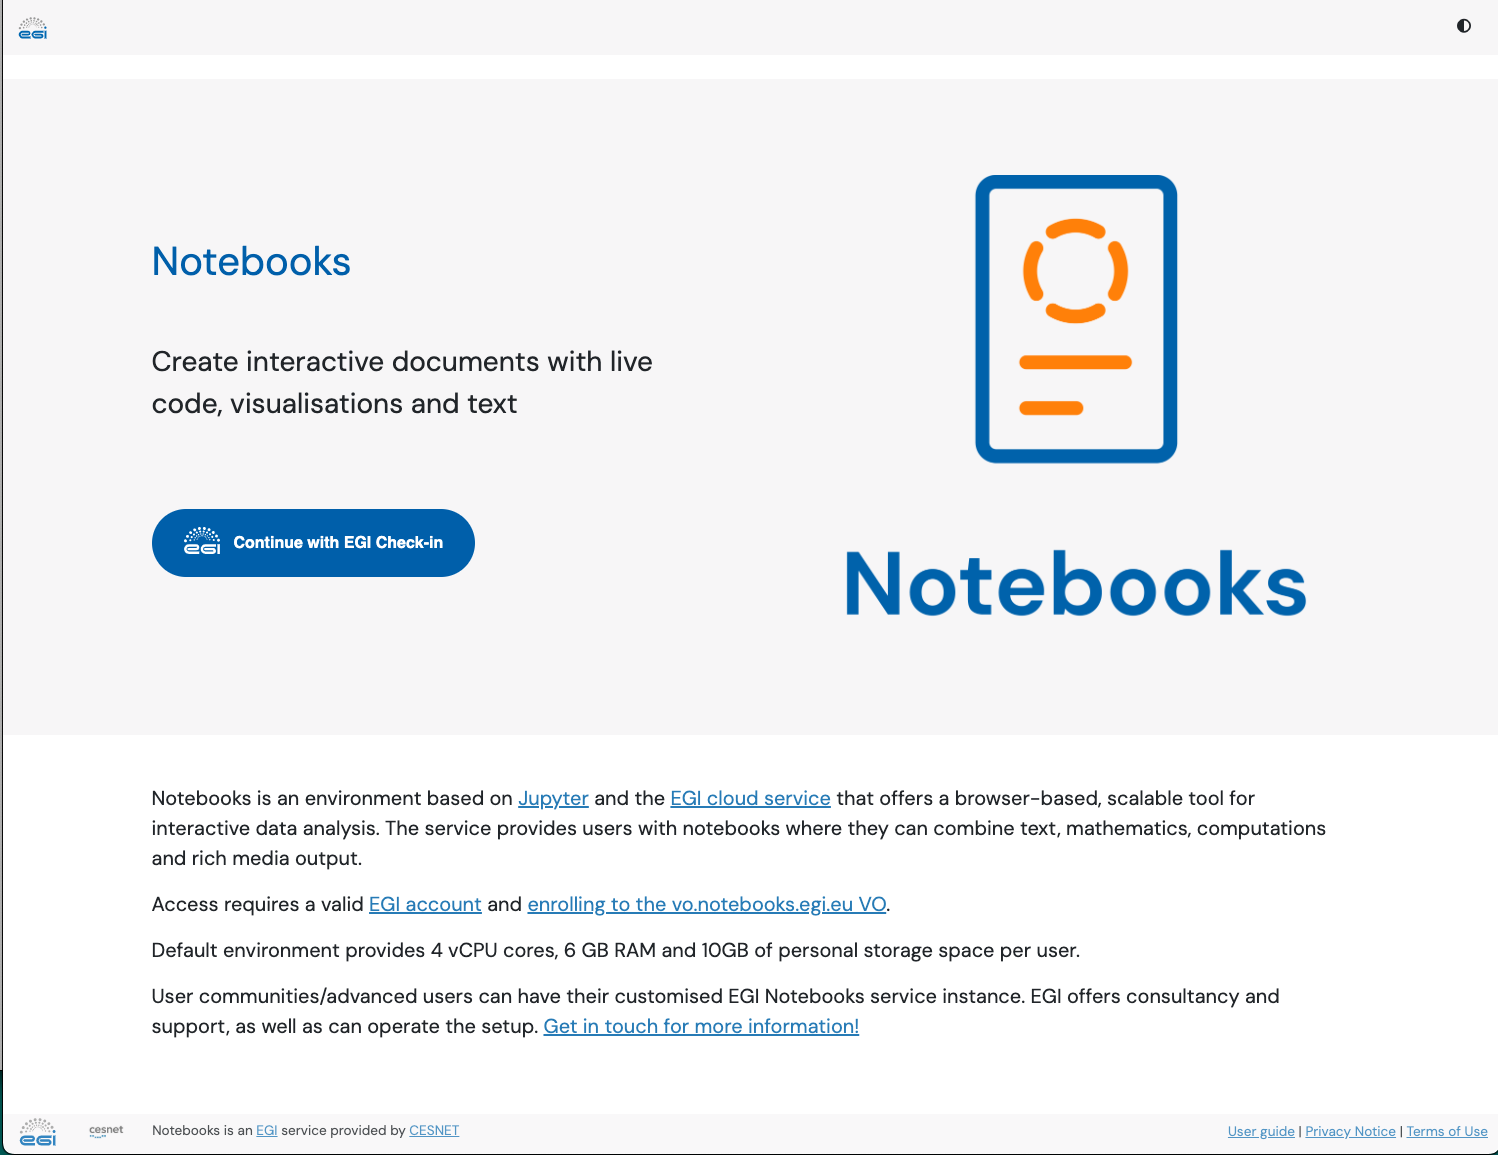 egi
Notebooks
Create interactive documents with live
code, visualisations and text
egi Continue with EGI Check-in
Notebooks
Notebooks is an environment based on Jupyter and the EGI cloud service that offers a browser-based, scalable tool for
interactive data analysis. The service provides users with notebooks where they can combine text, mathematics, computations
and rich media output.
Access requires a valid EGI account and enrolling to the vo.notebooks.egi.eu VO.
Default environment provides 4 vCPU cores, 6 GB RAM and 10GB of personal storage space per user.
User communities/advanced users can have their customised EGI Notebooks service instance. EGI offers consultancy and
support, as well as can operate the setup. Get in touch for more information!
egi cesnet Notebooks is an EGI service provided by CESNET User guide | Privacy Notice | Terms of Use